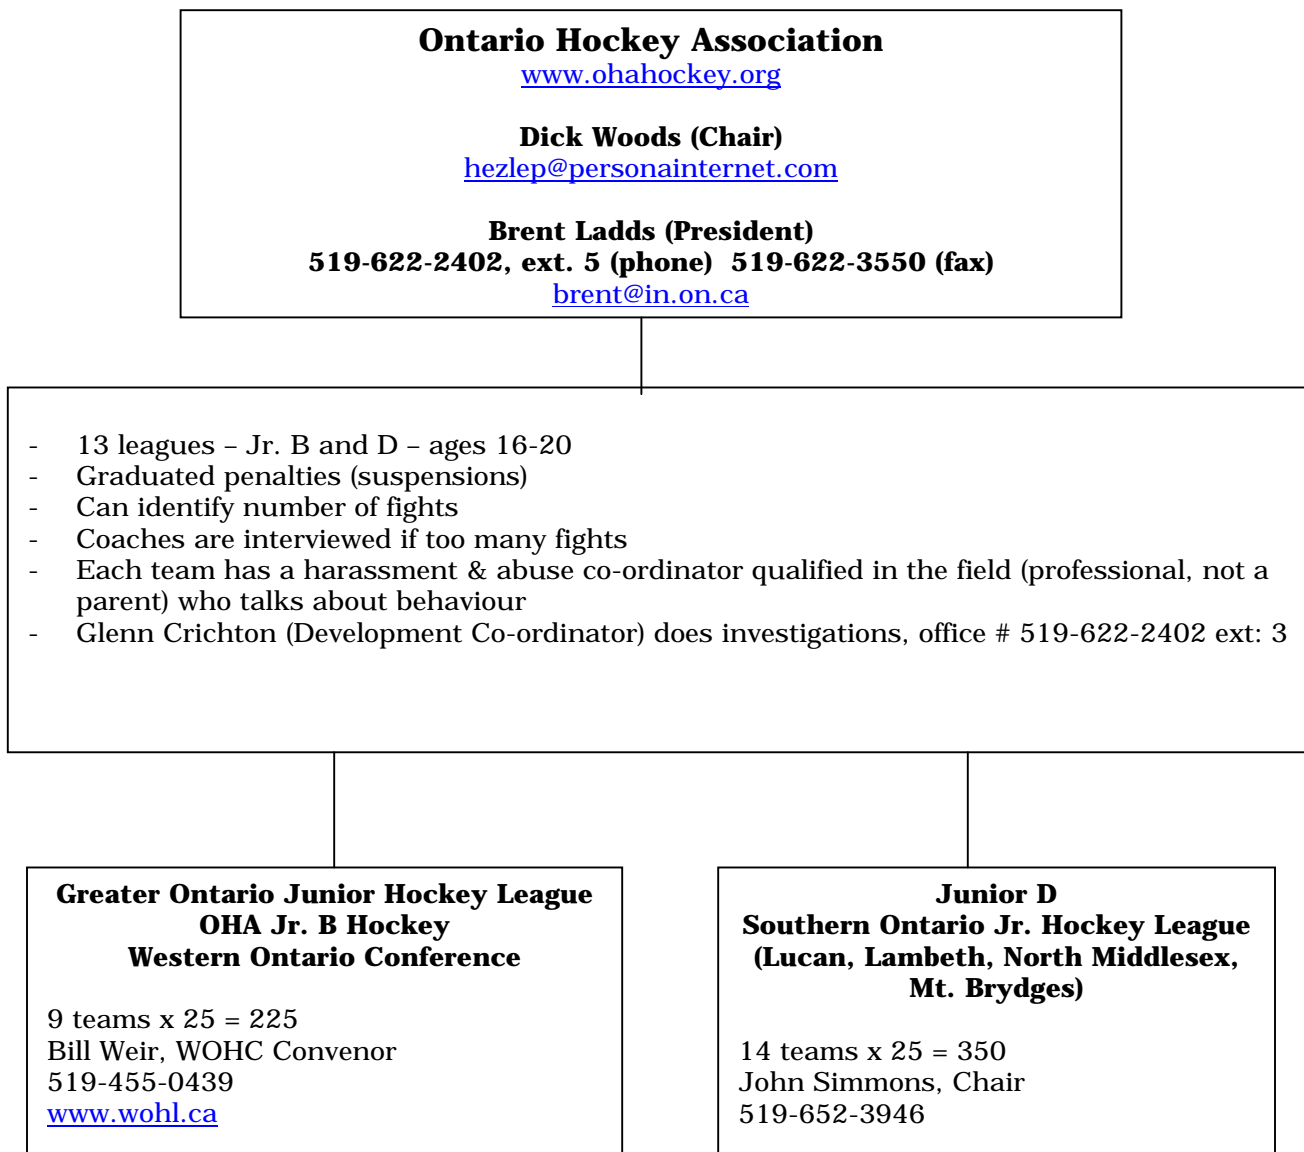 Ontario Hockey Association
www.ohahockey.org
Dick Woods (Chair)
hezlep@personainternet.com
Brent Ladds (President)
519-622-2402, ext. 5 (phone)  519-622-3550 (fax)
brent@in.on.ca
- 13 leagues – Jr. B and D – ages 16-20
- Graduated penalties (suspensions)
- Can identify number of fights
- Coaches are interviewed if too many fights
- Each team has a harassment & abuse co-ordinator qualified in the field (professional, not a
parent) who talks about behaviour
- Glenn Crichton (Development Co-ordinator) does investigations, office # 519-622-2402 ext: 3
Greater Ontario Junior Hockey League
OHA Jr. B Hockey
Western Ontario Conference
9 teams x 25 = 225
Bill Weir, WOHC Convenor
519-455-0439
www.wohl.ca
Junior D
Southern Ontario Jr. Hockey League
(Lucan, Lambeth, North Middlesex,
Mt. Brydges)
14 teams x 25 = 350
John Simmons, Chair
519-652-3946